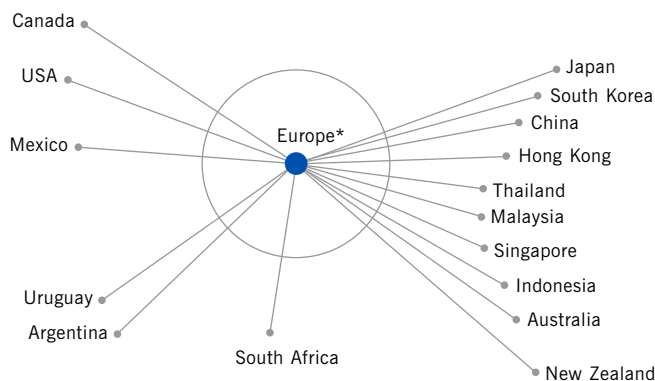 Canada
USA
Mexico
Uruguay
Argentina
Europe*
South Africa
Japan
South Korea
China
Hong Kong
Thailand
Malaysia
Singapore
Indonesia
Australia
New Zealand